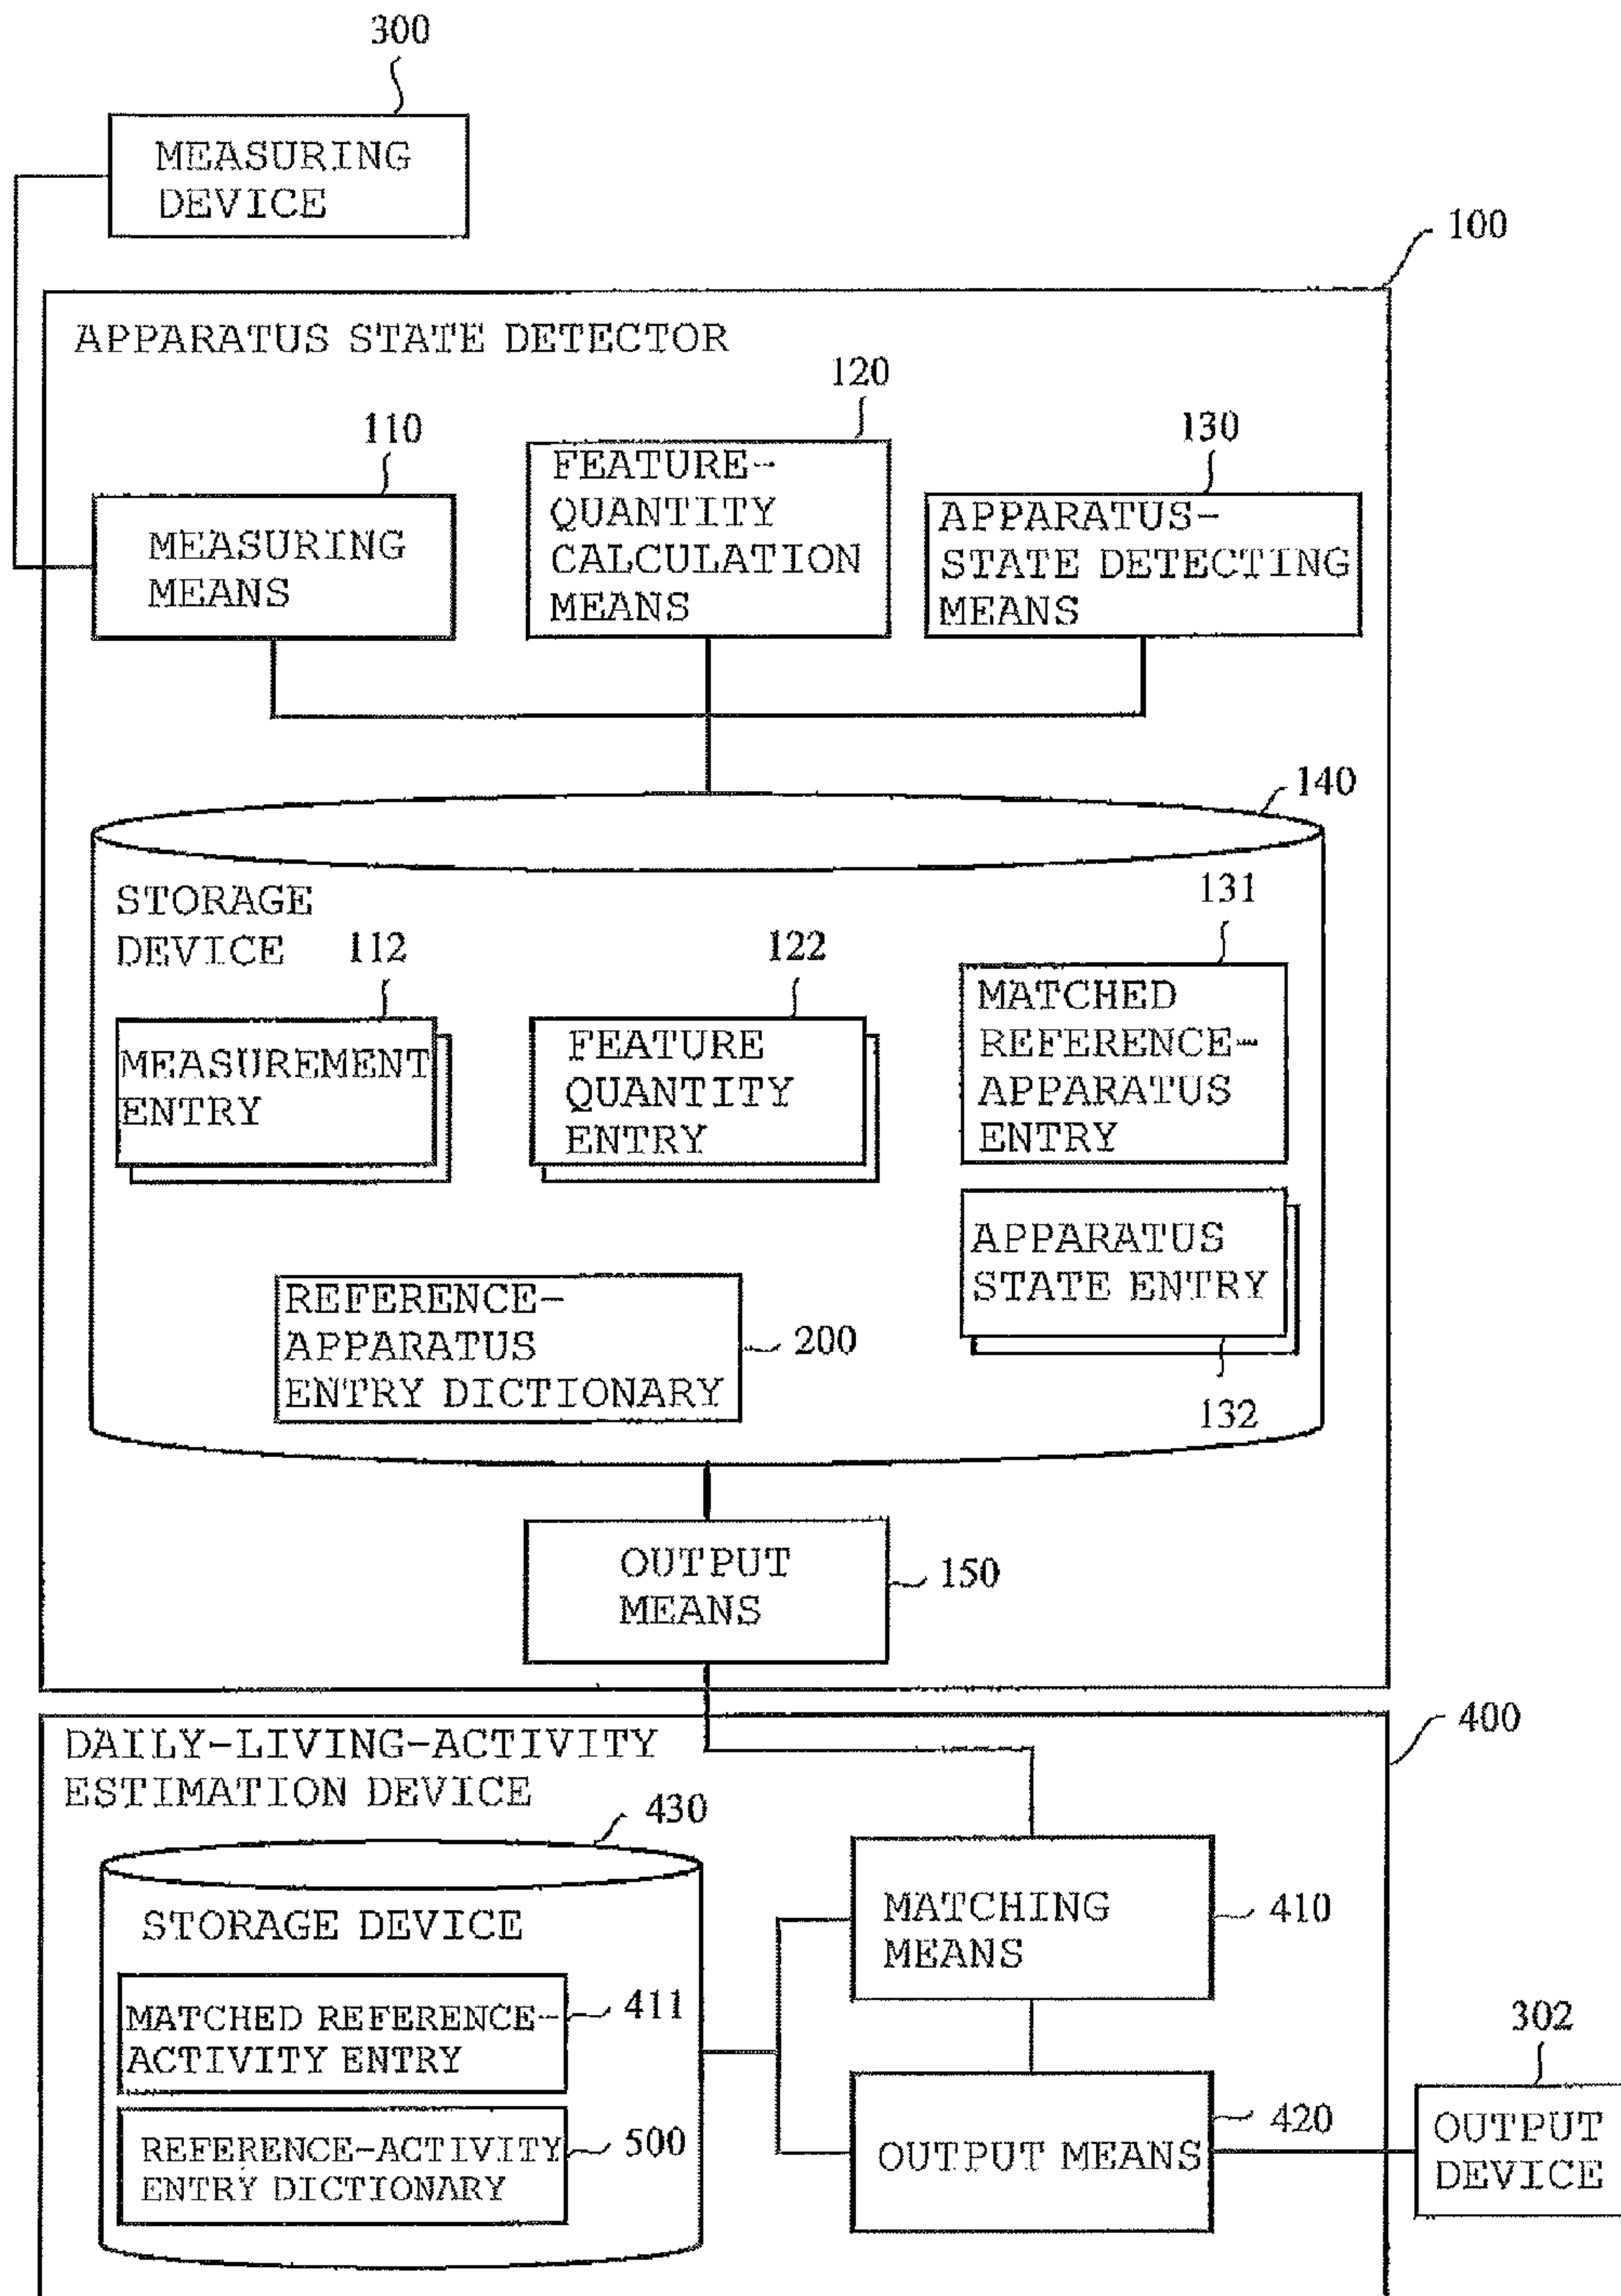 300
MEASURING
DEVICE
100
APPARATUS STATE DETECTOR
110
MEASURING
MEANS
120
FEATURE-
QUANTITY
CALCULATION
MEANS
130
APPARATUS-
STATE DETECTING
MEANS
140
STORAGE
DEVICE
112
MEASUREMENT
ENTRY
122
FEATURE
QUANTITY
ENTRY
131
MATCHED
REFERENCE-
APPARATUS
ENTRY
APPARATUS
STATE ENTRY
132
REFERENCE-
APPARATUS
ENTRY DICTIONARY
200
OUTPUT
MEANS
150
400
DAILY-LIVING-ACTIVITY
ESTIMATION DEVICE
430
STORAGE DEVICE
MATCHED REFERENCE-
ACTIVITY ENTRY
411
REFERENCE-ACTIVITY
ENTRY DICTIONARY
500
MATCHING
MEANS
410
OUTPUT MEANS
420
302
OUTPUT
DEVICE